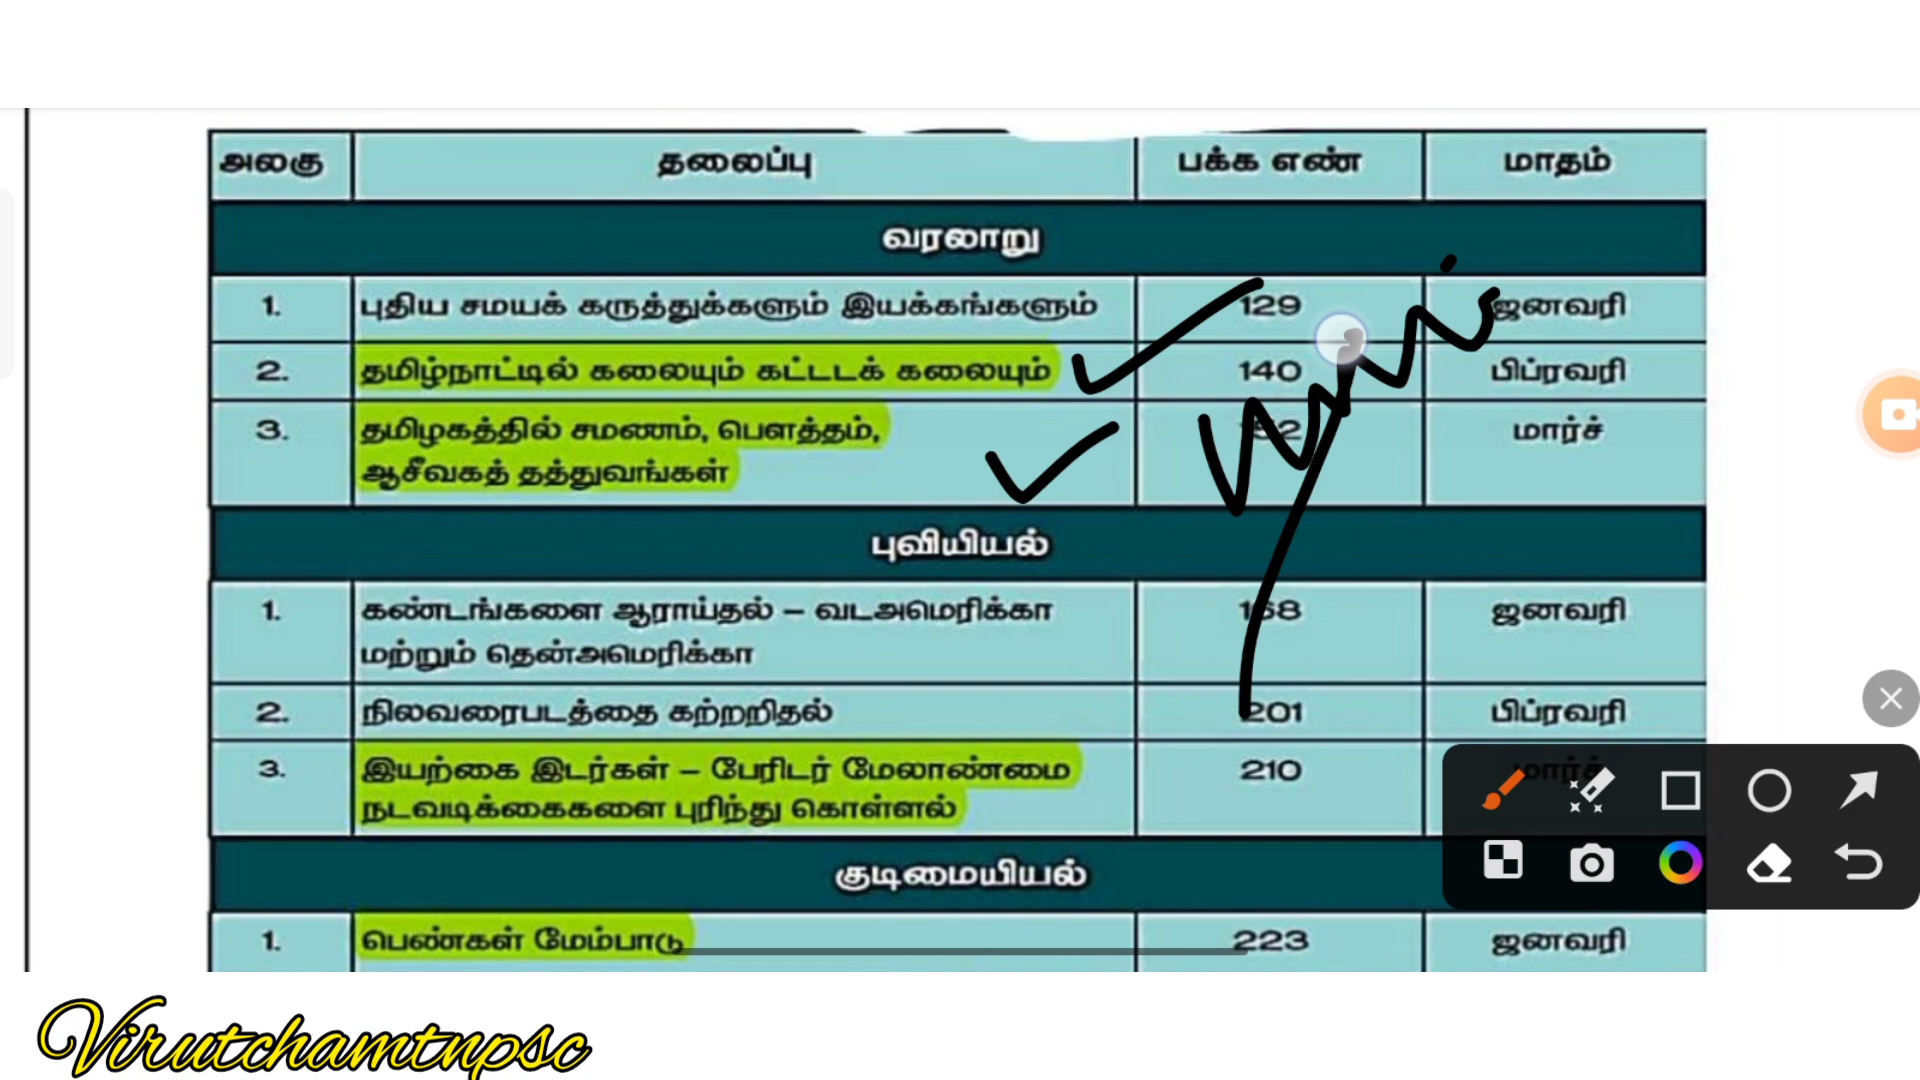 அலகு தலைப்பு பக்க எண் மாதம்
வரலாறு
1. புதிய சமயக் கருத்துக்களும் இயக்கங்களும் 129 ஜனவரி
2. தமிழ்நாட்டில் கலையும் கட்டடக் கலையும் 140 பிப்ரவரி
3. தமிழகத்தில் சமணம், பௌத்தம், மார்ச்
ஆசீவகத் தத்துவங்கள்
புவியியல்
1. கண்டங்களை ஆராய்தல் – வடஅமெரிக்கா 168 ஜனவரி
மற்றும் தென்அமெரிக்கா
2. நிலவரைபடத்தை கற்றறிதல் 201 பிப்ரவரி
3. இயற்கை இடர்கள் – பேரிடர் மேலாண்மை 210 மார்ச்
நடவடிக்கைகளை புரிந்து கொள்ளல்
குடிமையியல்
1. பெண்கள் மேம்பாடு 223 ஜனவரி
Virutchamtnpsc